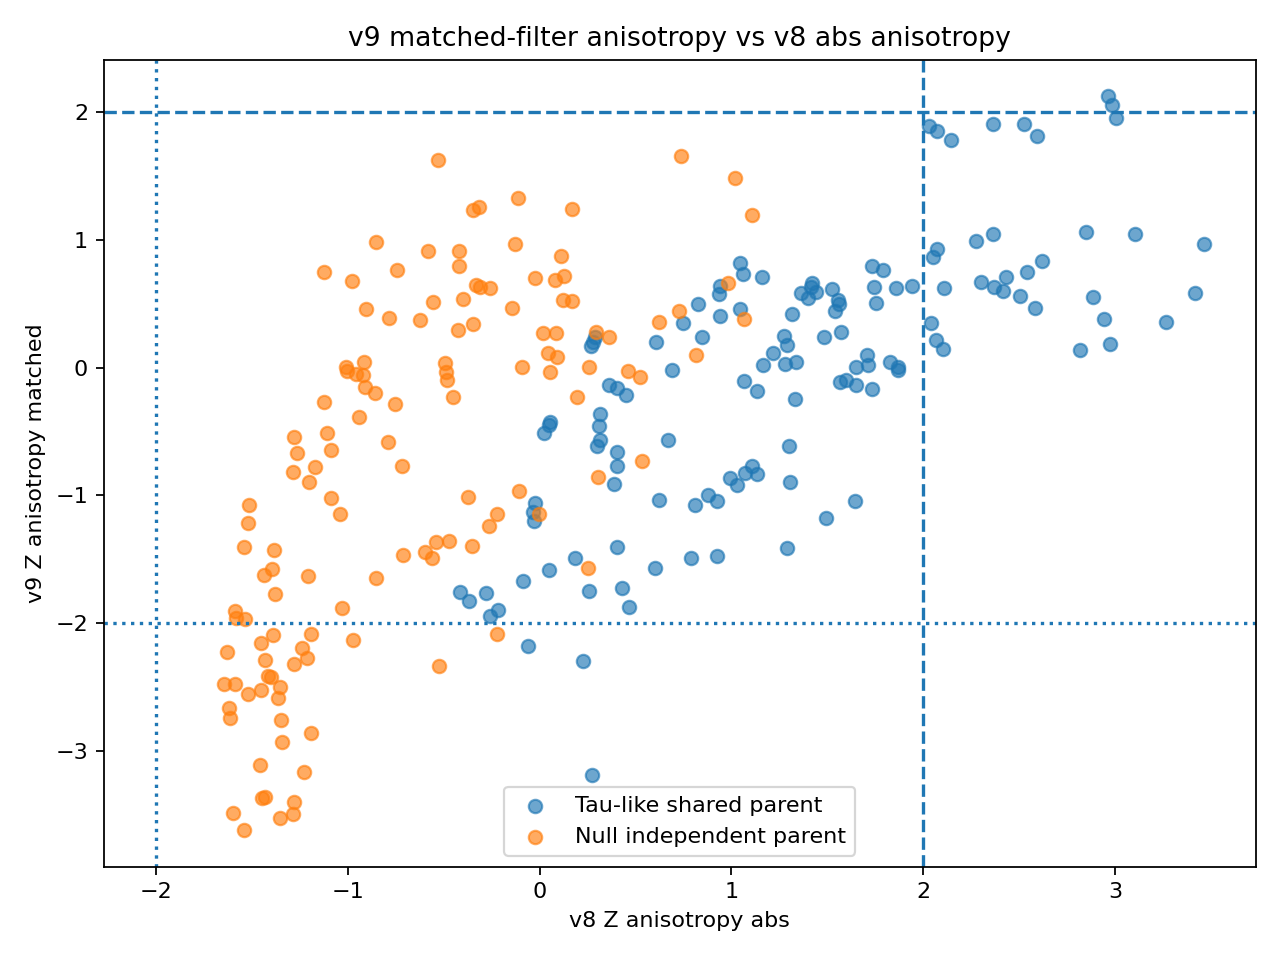 v9 matched-filter anisotropy vs v8 abs anisotropy
v9 Z anisotropy matched
2
1
0
−1
−2
−3
Tau-like shared parent
Null independent parent
−2
−1
0
1
2
3
v8 Z anisotropy abs